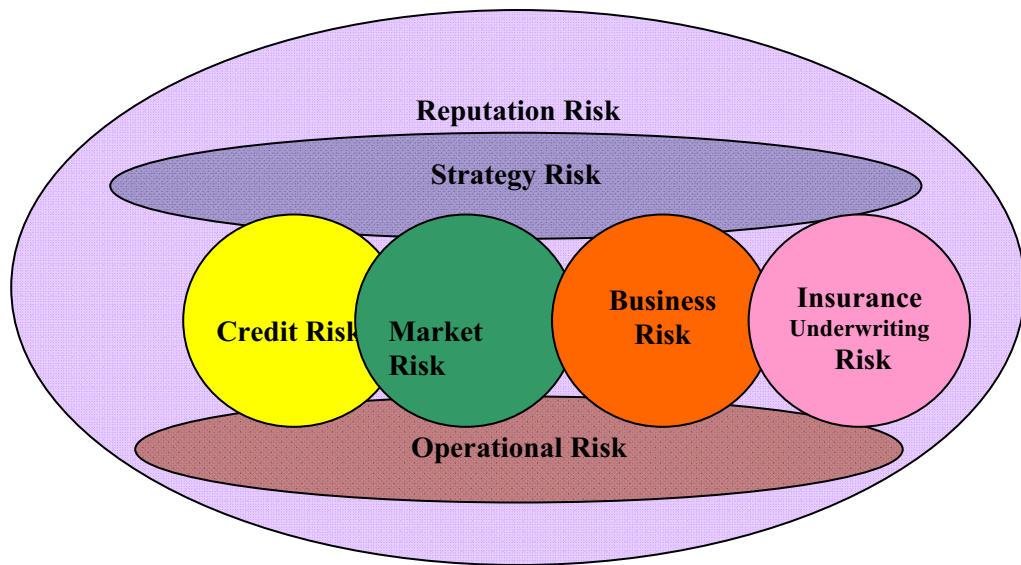 Reputation Risk
Strategy Risk
Credit Risk
Market
Risk
Business
Risk
Insurance
Underwriting
Risk
Operational Risk